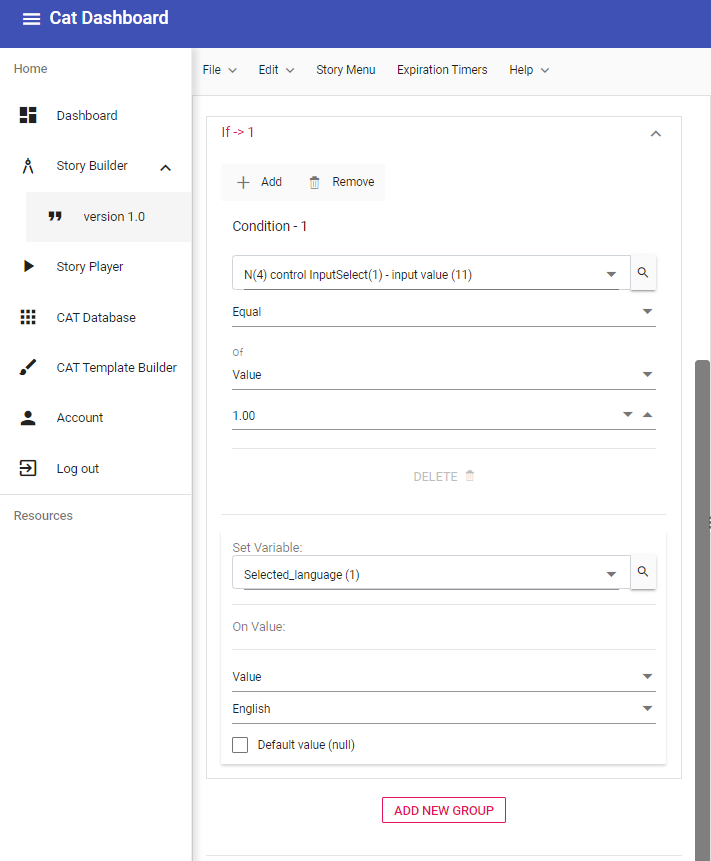 Cat Dashboard
Home
Dashboard
Story Builder
version 1.0
Story Player
CAT Database
CAT Template Builder
Account
Log out
Resources
File Edit Story Menu Expiration Timers Help
If -> 1
Add Remove
Condition - 1
N(4) control InputSelect(1) - input value (11)
Equal
Of
Value
1.00
DELETE
Set Variable:
Selected_language (1)
On Value:
Value
English
Default value (null)
ADD NEW GROUP